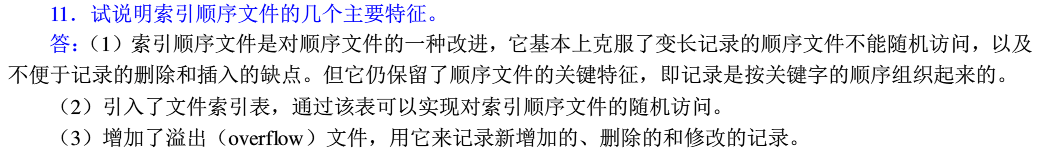 11．试说明索引顺序文件的几个主要特征。
答：（1）索引顺序文件是对顺序文件的一种改进，它基本上克服了变长记录的顺序文件不能随机访问，以及
不便于记录的删除和插入的缺点。但它仍保留了顺序文件的关键特征，即记录是按关键字的顺序组织起来的。
（2）引入了文件索引表，通过该表可以实现对索引顺序文件的随机访问。
（3）增加了溢出（overflow）文件，用它来记录新增加的、删除的和修改的记录。